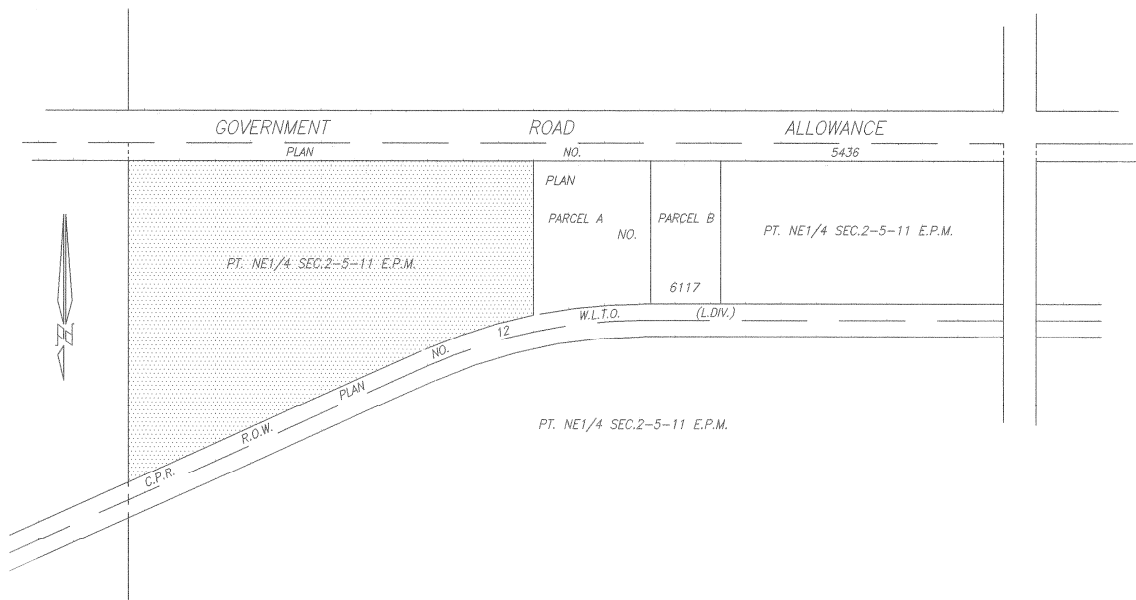 GOVERNMENT ROAD ALLOWANCE
PLAN NO. 5436
PLAN
PARCEL A
NO.
PARCEL B
6117
PT. NE1/4 SEC.2-5-11 E.P.M.
PT. NE1/4 SEC.2-5-11 E.P.M.
C.P.R. R.O.W. PLAN NO. 12 W.L.T.O. (L.DIV.)
PT. NE1/4 SEC.2-5-11 E.P.M.